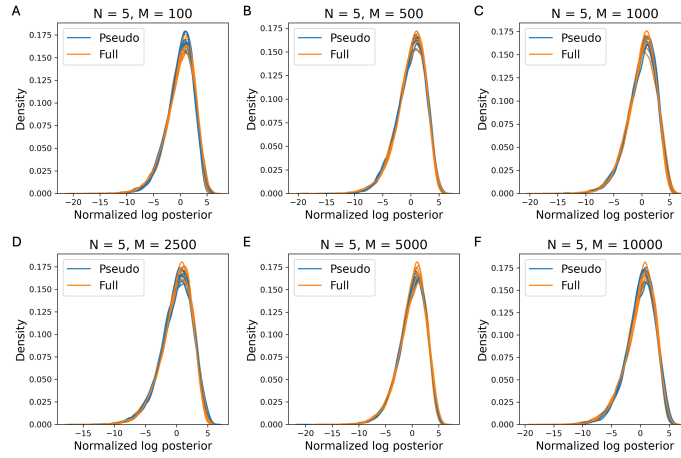 A
N = 5, M = 100
Pseudo
Full
Density
0.175
0.150
0.125
0.100
0.075
0.050
0.025
0.000
−20 −15 −10 −5 0 5
Normalized log posterior
B
N = 5, M = 500
Pseudo
Full
Density
0.175
0.150
0.125
0.100
0.075
0.050
0.025
0.000
−20 −15 −10 −5 0 5
Normalized log posterior
C
N = 5, M = 1000
Pseudo
Full
Density
0.175
0.150
0.125
0.100
0.075
0.050
0.025
0.000
−20 −15 −10 −5 0 5
Normalized log posterior
D
N = 5, M = 2500
Pseudo
Full
Density
0.175
0.150
0.125
0.100
0.075
0.050
0.025
0.000
−15 −10 −5 0 5
Normalized log posterior
E
N = 5, M = 5000
Pseudo
Full
Density
0.175
0.150
0.125
0.100
0.075
0.050
0.025
0.000
−20 −15 −10 −5 0 5
Normalized log posterior
F
N = 5, M = 10000
Pseudo
Full
Density
0.175
0.150
0.125
0.100
0.075
0.050
0.025
0.000
−20 −15 −10 −5 0 5
Normalized log posterior